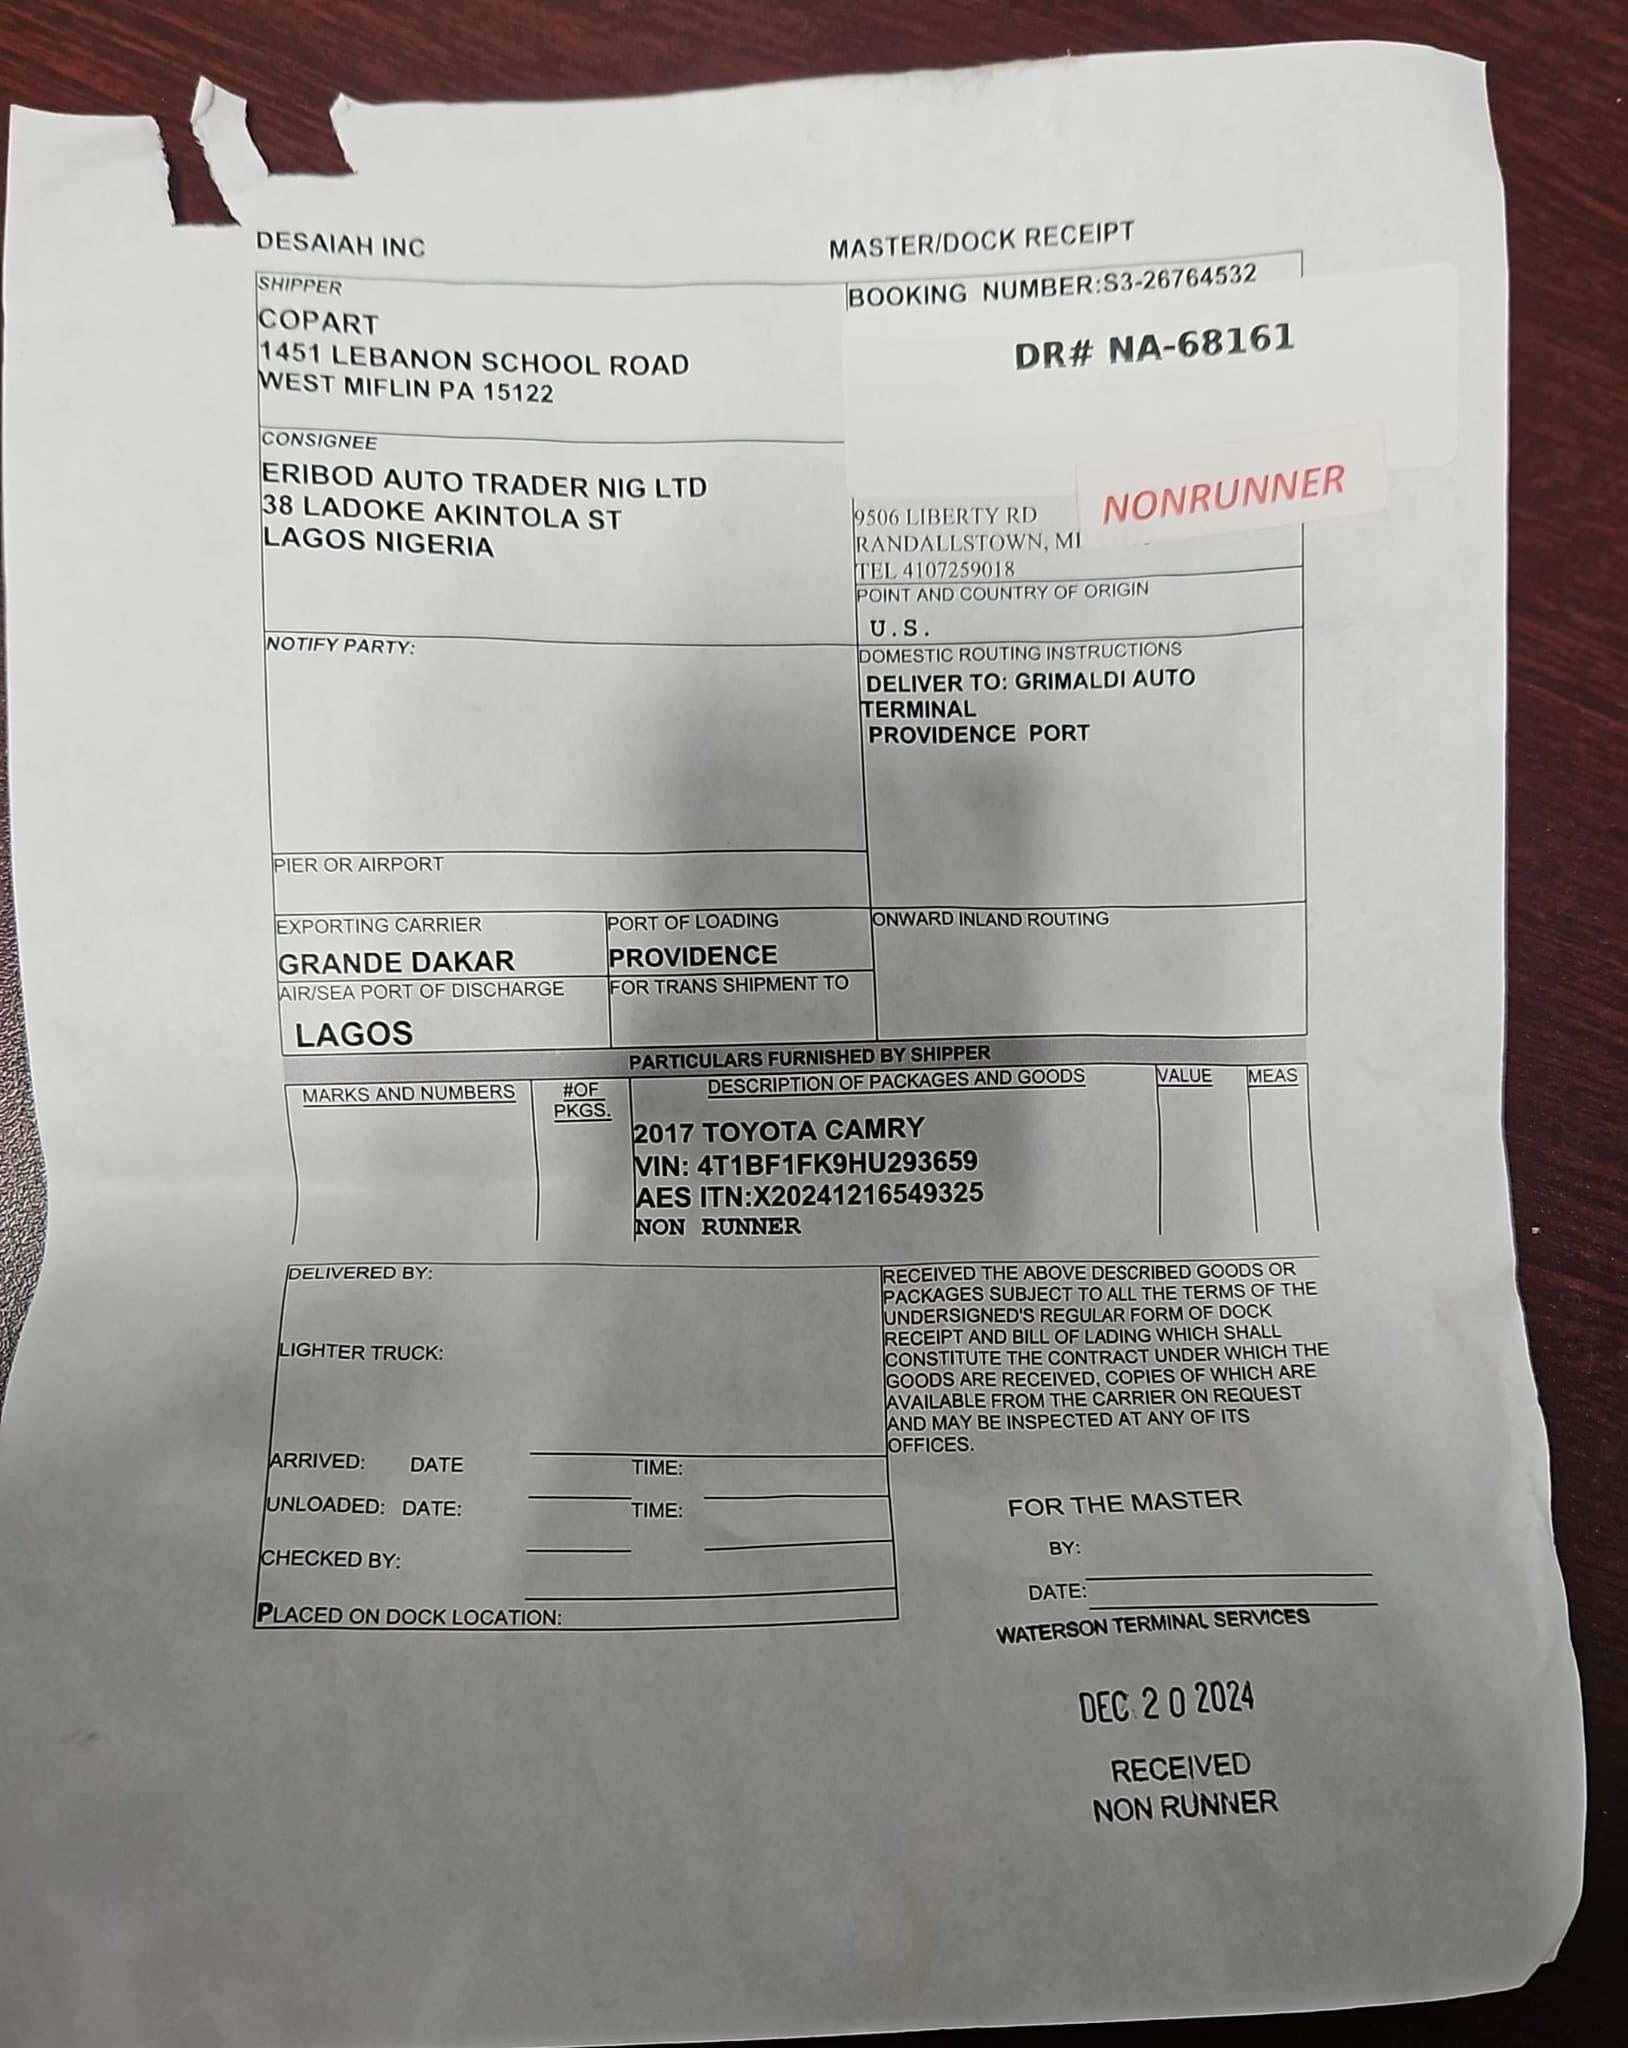 DESAIAH INC
MASTER/DOCK RECEIPT
SHIPPER
COPART
1451 LEBANON SCHOOL ROAD
WEST MIFLIN PA 15122
BOOKING NUMBER:S3-26764532
DR# NA-68161
NONRUNNER
CONSIGNEE
ERIBOD AUTO TRADER NIG LTD
38 LADOKE AKINTOLA ST
LAGOS NIGERIA
9506 LIBERTY RD
RANDALLSTOWN,
TEL 4107259018
POINT AND COUNTRY OF ORIGIN
U.S.
NOTIFY PARTY:
DOMESTIC ROUTING INSTRUCTIONS
DELIVER TO: GRIMALDI AUTO
TERMINAL
PROVIDENCE PORT
PIER OR AIRPORT
EXPORTING CARRIER
GRANDE DAKAR
PORT OF LOADING
PROVIDENCE
ONWARD INLAND ROUTING
AIR/SEA PORT OF DISCHARGE
LAGOS
FOR TRANS SHIPMENT TO
PARTICULARS FURNISHED BY SHIPPER
MARKS AND NUMBERS
#OF
PKGS.
DESCRIPTION OF PACKAGES AND GOODS
VALUE
MEAS
2017 TOYOTA CAMRY
VIN: 4T1BF1FK9HU293659
AES ITN:X20241216549325
NON RUNNER
DELIVERED BY:
LIGHTER TRUCK:
ARRIVED: DATE TIME:
UNLOADED: DATE: TIME:
CHECKED BY:
PLACED ON DOCK LOCATION:
RECEIVED THE ABOVE DESCRIBED GOODS OR
PACKAGES SUBJECT TO ALL THE TERMS OF THE
UNDERSIGNED'S REGULAR FORM OF DOCK
RECEIPT AND BILL OF LADING WHICH SHALL
CONSTITUTE THE CONTRACT UNDER WHICH THE
GOODS ARE RECEIVED, COPIES OF WHICH ARE
AVAILABLE FROM THE CARRIER ON REQUEST
AND MAY BE INSPECTED AT ANY OF ITS
OFFICES.
FOR THE MASTER
BY:
DATE:
WATERSON TERMINAL SERVICES
DEC 20 2024
RECEIVED
NON RUNNER